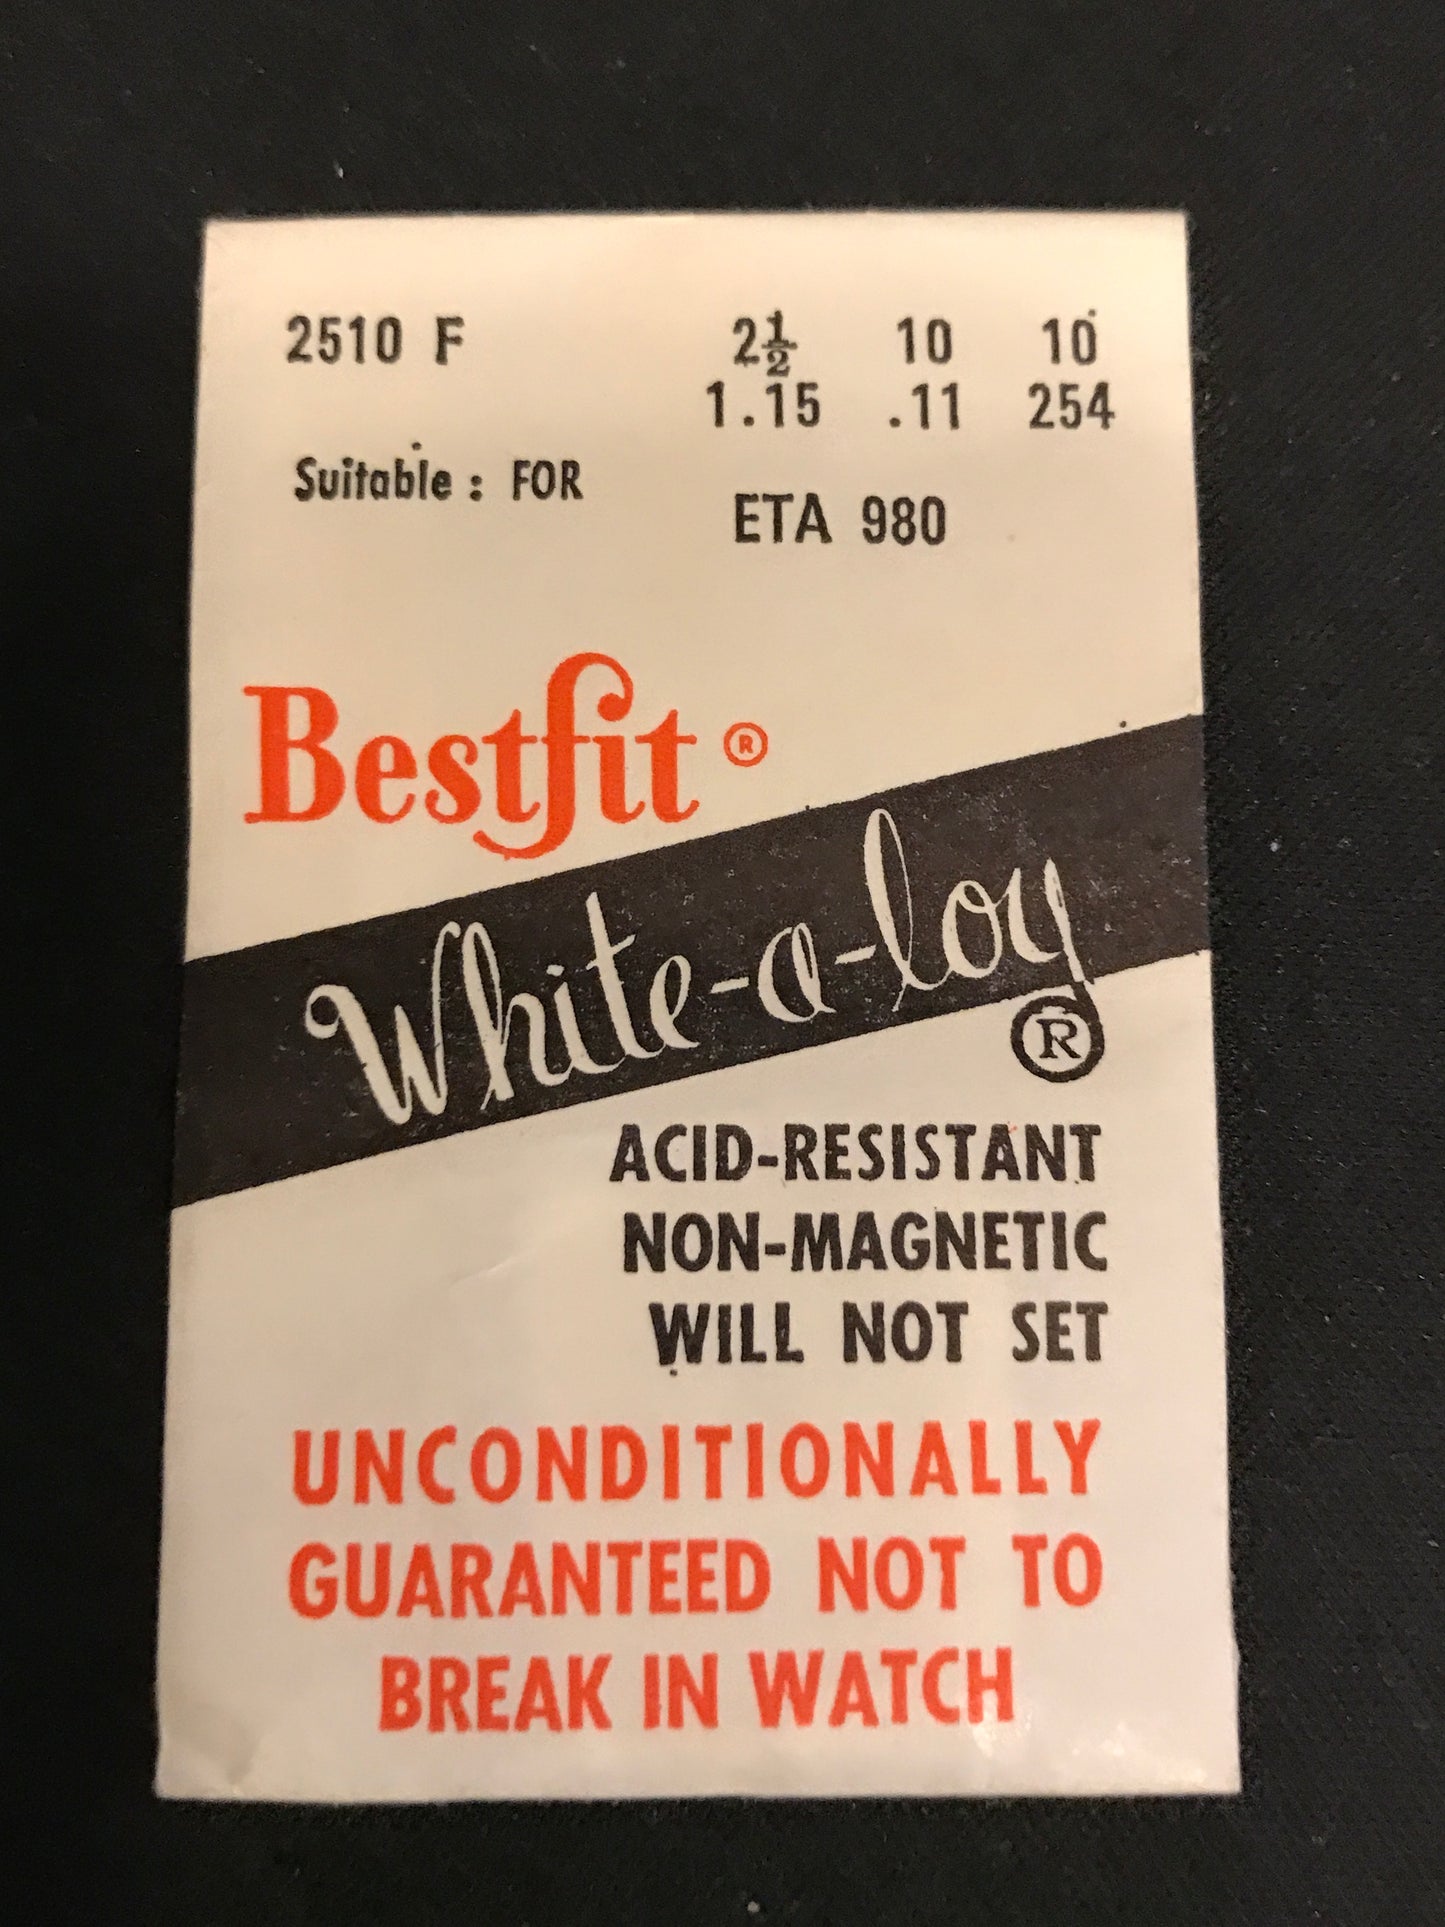 2510 F 2½ 10 10
1.15 .11 254
Suitable : FOR
ETA 980
Bestfit ®
White-a-loy
®
ACID-RESISTANT
NON-MAGNETIC
WILL NOT SET
UNCONDITIONALLY
GUARANTEED NOT TO
BREAK IN WATCH